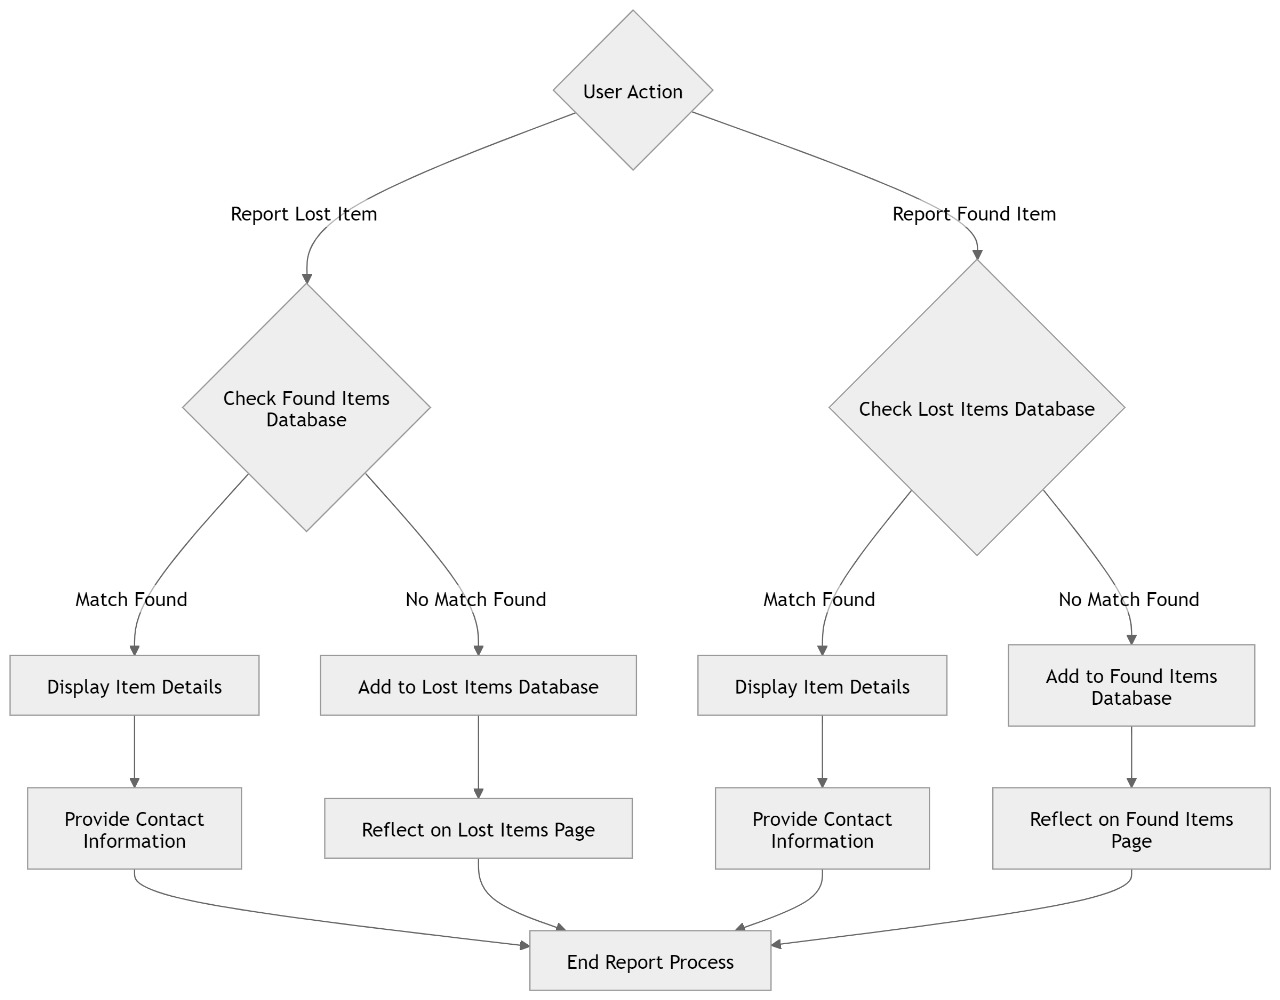 User Action
Report Lost Item
Report Found Item
Check Found Items
Database
Check Lost Items Database
Match Found
No Match Found
Match Found
No Match Found
Display Item Details
Add to Lost Items Database
Display Item Details
Add to Found Items
Database
Provide Contact
Information
Reflect on Lost Items Page
Provide Contact
Information
Reflect on Found Items
Page
End Report Process